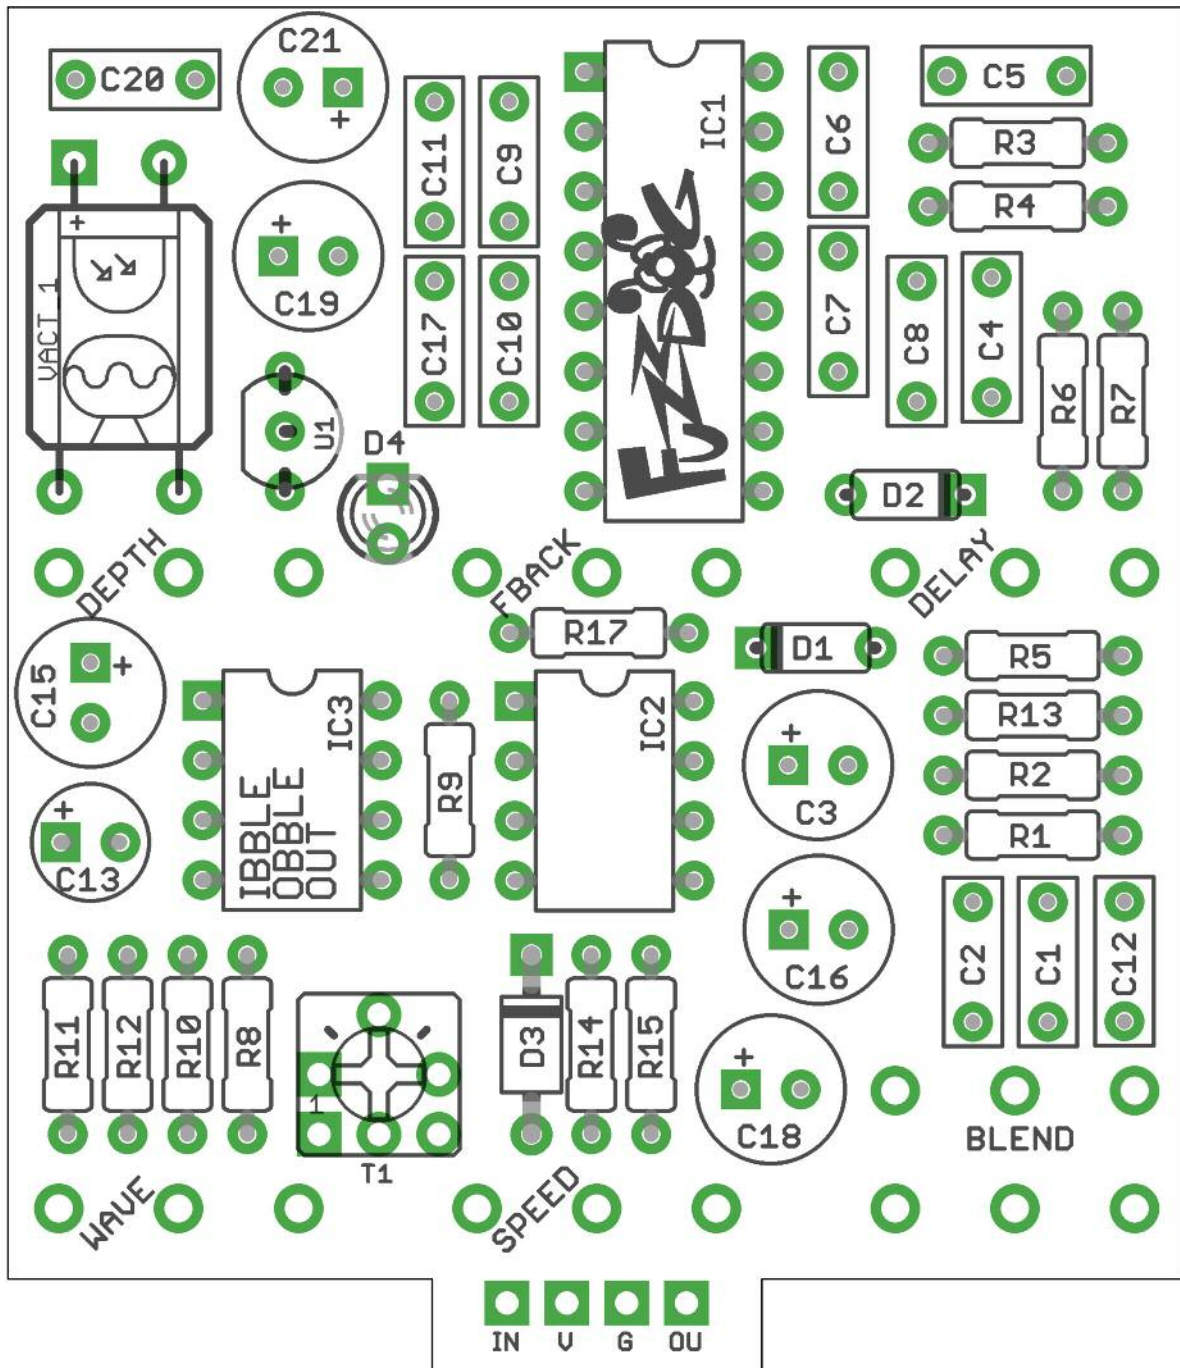 C21
C20
C5
IC1
C6
C11
C9
R3
R4
+
+
+
C19
C17
C10
C7
C8
C4
R6
R7
VACT_1
U1
D4
FuzzDog
D2
DEPTH
FBACK
DELAY
R17
D1
R5
C15
+
IC3
IC2
R13
+
R9
R2
C3
+
C13
IBBLE
OBBLE
OUT
R1
+
C16
C2
C1
C12
R11
R12
R10
R8
D3
R14
R15
+
C18
1
T1
BLEND
WAVE
SPEED
IN
V
G
OU